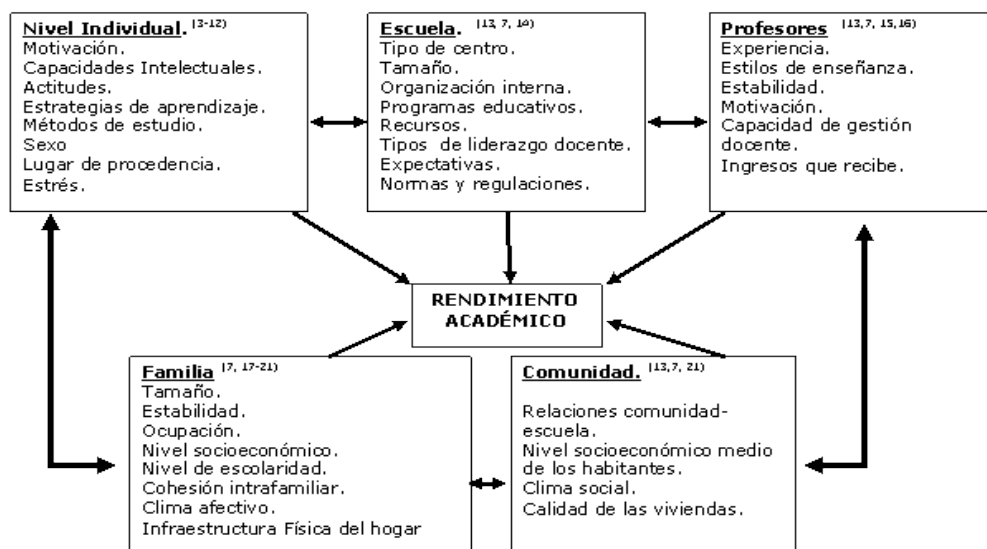 Nivel Individual. [3-12]
Motivación.
Capacidades Intelectuales.
Actitudes.
Estrategias de aprendizaje.
Métodos de estudio.
Sexo
Lugar de procedencia.
Estrés.
Escuela. [13, 7, 14]
Tipo de centro.
Tamaño.
Organización interna.
Programas educativos.
Recursos.
Tipos de liderazgo docente.
Expectativas.
Normas y regulaciones.
Profesores [13,7, 15,16]
Experiencia.
Estilos de enseñanza.
Estabilidad.
Motivación.
Capacidad de gestión
docente.
Ingresos que recibe.
RENDIMIENTO
ACADÉMICO
Familia [7, 17-21]
Tamaño.
Estabilidad.
Ocupación.
Nivel socioeconómico.
Nivel de escolaridad.
Cohesión intrafamiliar.
Clima afectivo.
Infraestructura Física del hogar
Comunidad. [13,7, 21]
Relaciones comunidad-
escuela.
Nivel socioeconómico medio
de los habitantes.
Clima social.
Calidad de las viviendas.